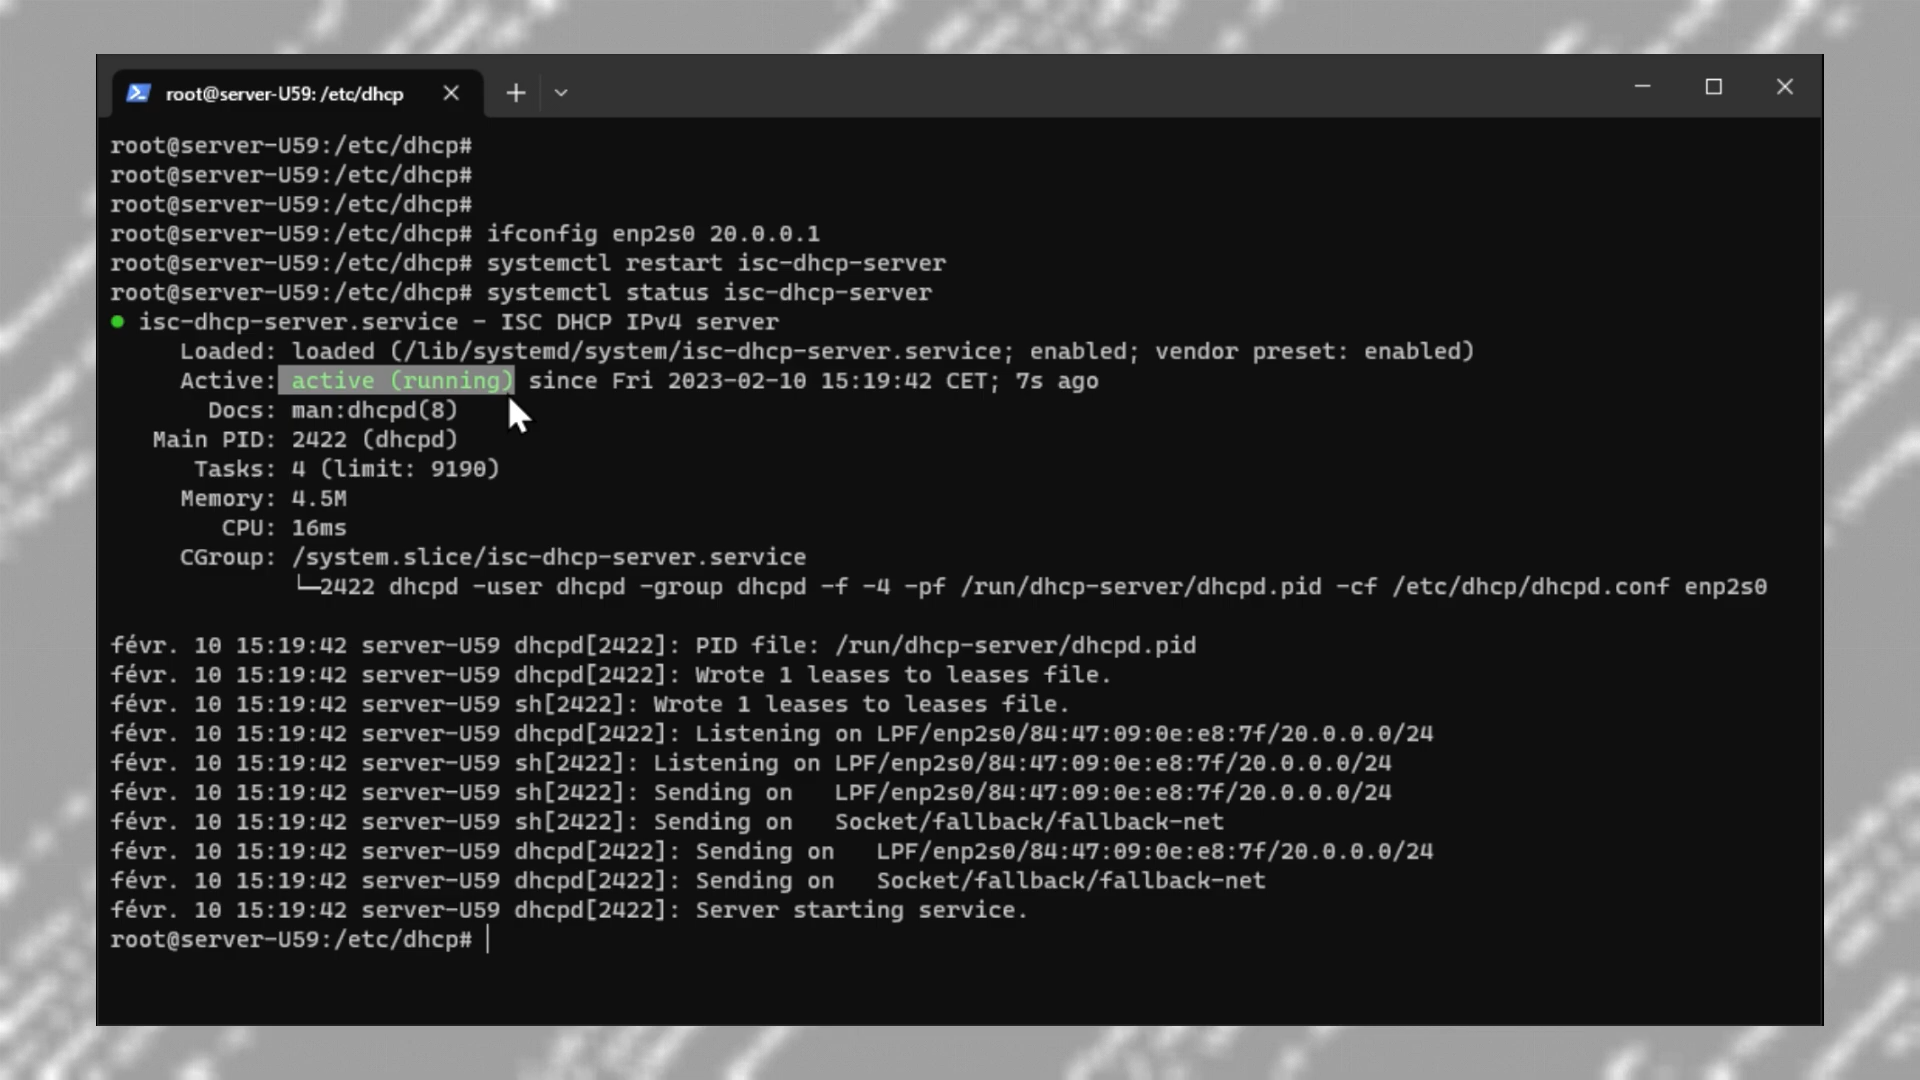 root@server-U59: /etc/dhcp
root@server-U59:/etc/dhcp#
root@server-U59:/etc/dhcp#
root@server-U59:/etc/dhcp#
root@server-U59:/etc/dhcp# ifconfig enp2s0 20.0.0.1
root@server-U59:/etc/dhcp# systemctl restart isc-dhcp-server
root@server-U59:/etc/dhcp# systemctl status isc-dhcp-server
● isc-dhcp-server.service - ISC DHCP IPv4 server
Loaded: loaded (/lib/systemd/system/isc-dhcp-server.service; enabled; vendor preset: enabled)
Active: active (running) since Fri 2023-02-10 15:19:42 CET; 7s ago
Docs: man:dhcpd(8)
Main PID: 2422 (dhcpd)
Tasks: 4 (limit: 9190)
Memory: 4.5M
CPU: 16ms
CGroup: /system.slice/isc-dhcp-server.service
└─2422 dhcpd -user dhcpd -group dhcpd -f -4 -pf /run/dhcp-server/dhcpd.pid -cf /etc/dhcp/dhcpd.conf enp2s0
févr. 10 15:19:42 server-U59 dhcpd[2422]: PID file: /run/dhcp-server/dhcpd.pid
févr. 10 15:19:42 server-U59 dhcpd[2422]: Wrote 1 leases to leases file.
févr. 10 15:19:42 server-U59 sh[2422]: Wrote 1 leases to leases file.
févr. 10 15:19:42 server-U59 dhcpd[2422]: Listening on LPF/enp2s0/84:47:09:0e:e8:7f/20.0.0.0/24
févr. 10 15:19:42 server-U59 sh[2422]: Listening on LPF/enp2s0/84:47:09:0e:e8:7f/20.0.0.0/24
févr. 10 15:19:42 server-U59 sh[2422]: Sending on   LPF/enp2s0/84:47:09:0e:e8:7f/20.0.0.0/24
févr. 10 15:19:42 server-U59 sh[2422]: Sending on   Socket/fallback/fallback-net
févr. 10 15:19:42 server-U59 dhcpd[2422]: Sending on   LPF/enp2s0/84:47:09:0e:e8:7f/20.0.0.0/24
févr. 10 15:19:42 server-U59 dhcpd[2422]: Sending on   Socket/fallback/fallback-net
févr. 10 15:19:42 server-U59 dhcpd[2422]: Server starting service.
root@server-U59:/etc/dhcp#